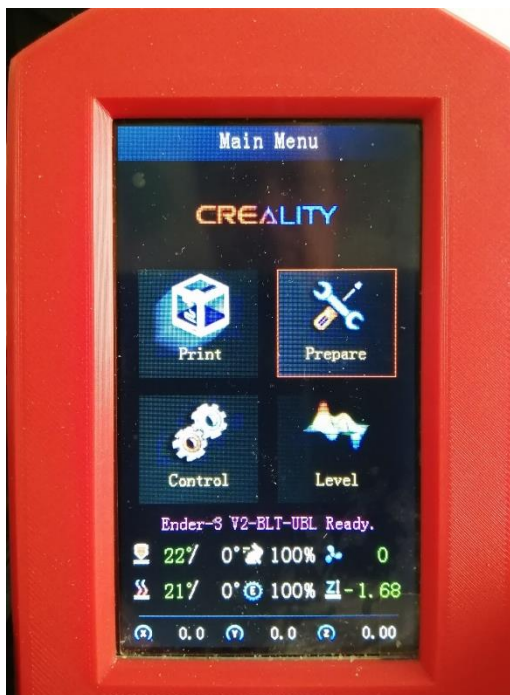 Main Menu
CREALITY
Print Prepare
Control Level
Ender-3 V2-BLT-UBL Ready.
22°/ 0° 100% 0
21°/ 0° E 100% Z -1.68
X 0.0 Y 0.0 Z 0.00